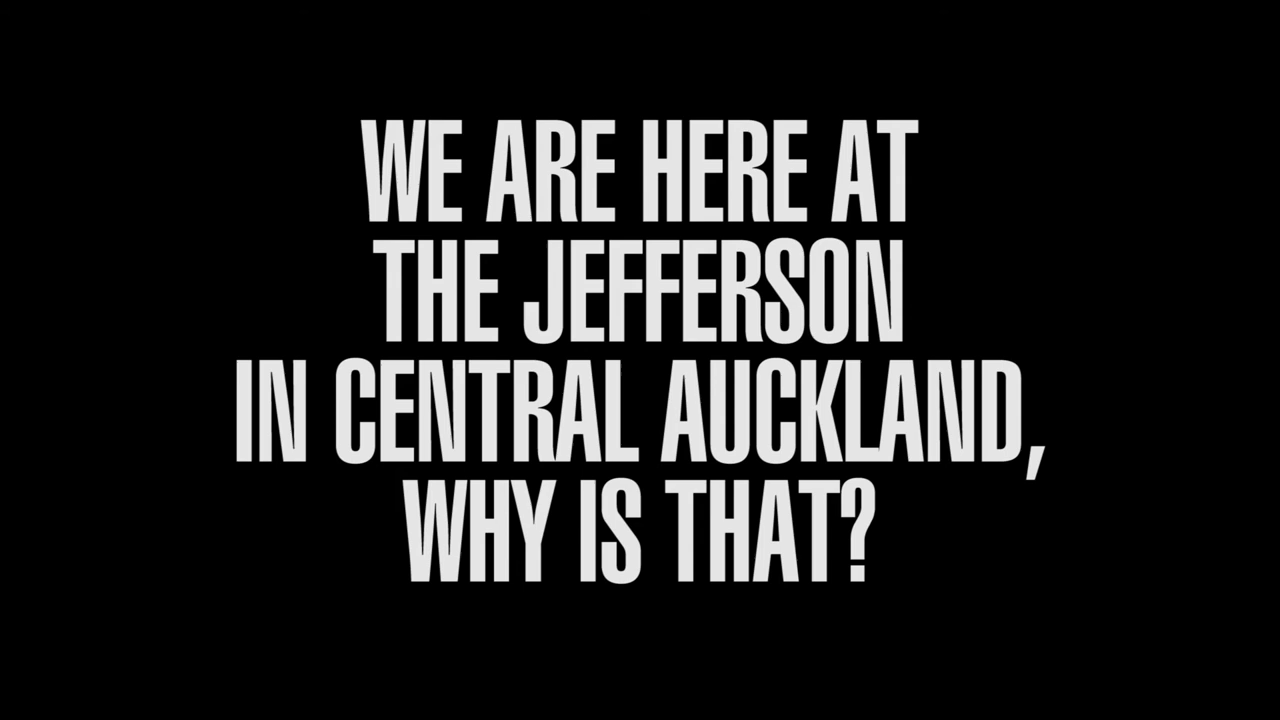 WE ARE HERE AT
THE JEFFERSON
IN CENTRAL AUCKLAND,
WHY IS THAT?